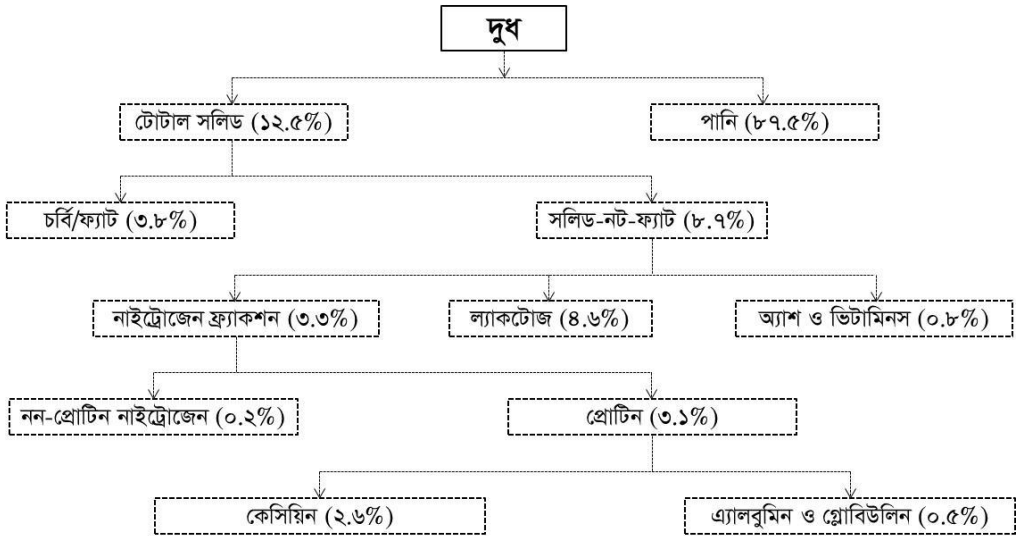 দুধ
টোটাল সলিড (১২.৫%)
পানি (৮৭.৫%)
চর্বি/ফ্যাট (৩.৮%)
সলিড-নট-ফ্যাট (৮.৭%)
নাইট্রোজেন ফ্র্যাকশন (৩.৩%)
ল্যাকটোজ (৪.৬%)
অ্যাশ ও ভিটামিনস (০.৮%)
নন-প্রোটিন নাইট্রোজেন (০.২%)
প্রোটিন (৩.১%)
কেসিয়িন (২.৬%)
এ্যালবুমিন ও গ্লোবিউলিন (০.৫%)